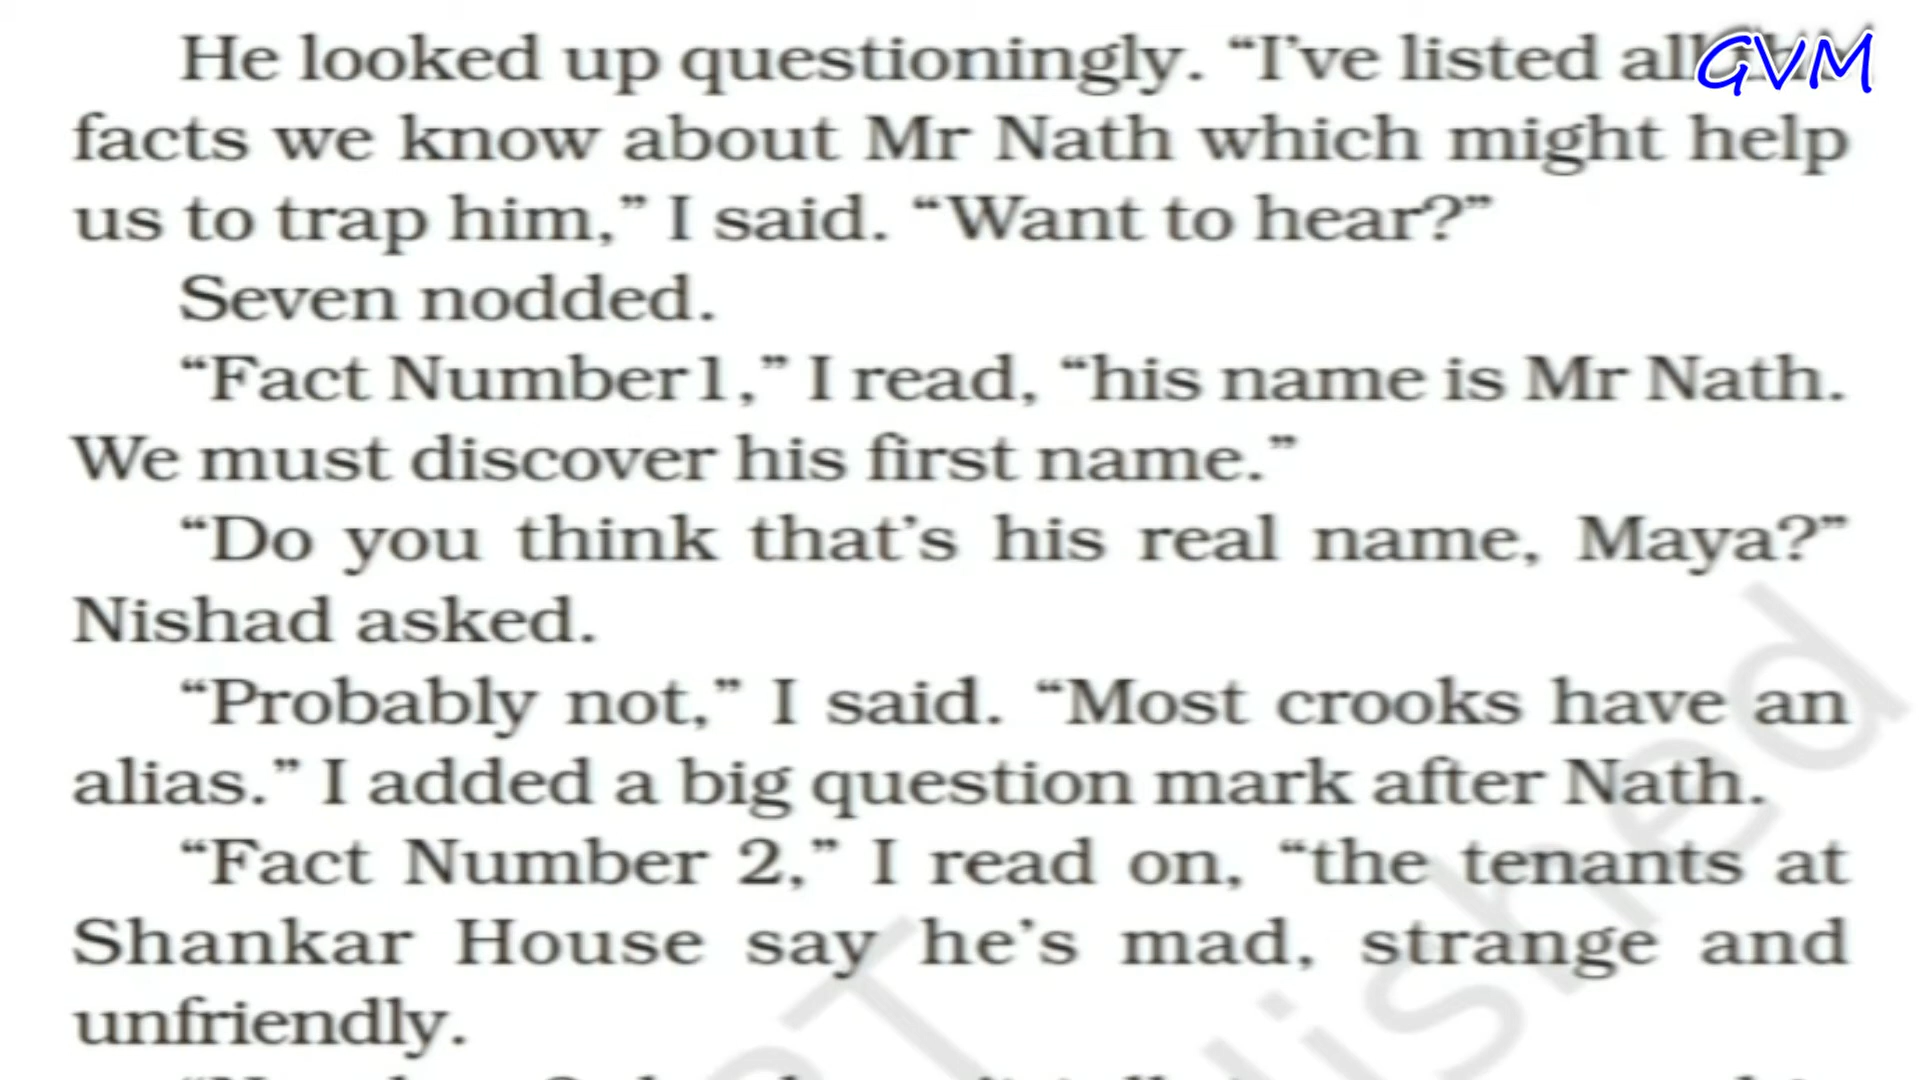 He looked up questioningly. “I’ve listed all
GVM
facts we know about Mr Nath which might help
us to trap him,” I said. “Want to hear?”
Seven nodded.
“Fact Number1,” I read, “his name is Mr Nath.
We must discover his first name.”
“Do you think that’s his real name, Maya?”
Nishad asked.
“Probably not,” I said. “Most crooks have an
alias.” I added a big question mark after Nath.
“Fact Number 2,” I read on, “the tenants at
Shankar House say he’s mad, strange and
unfriendly.